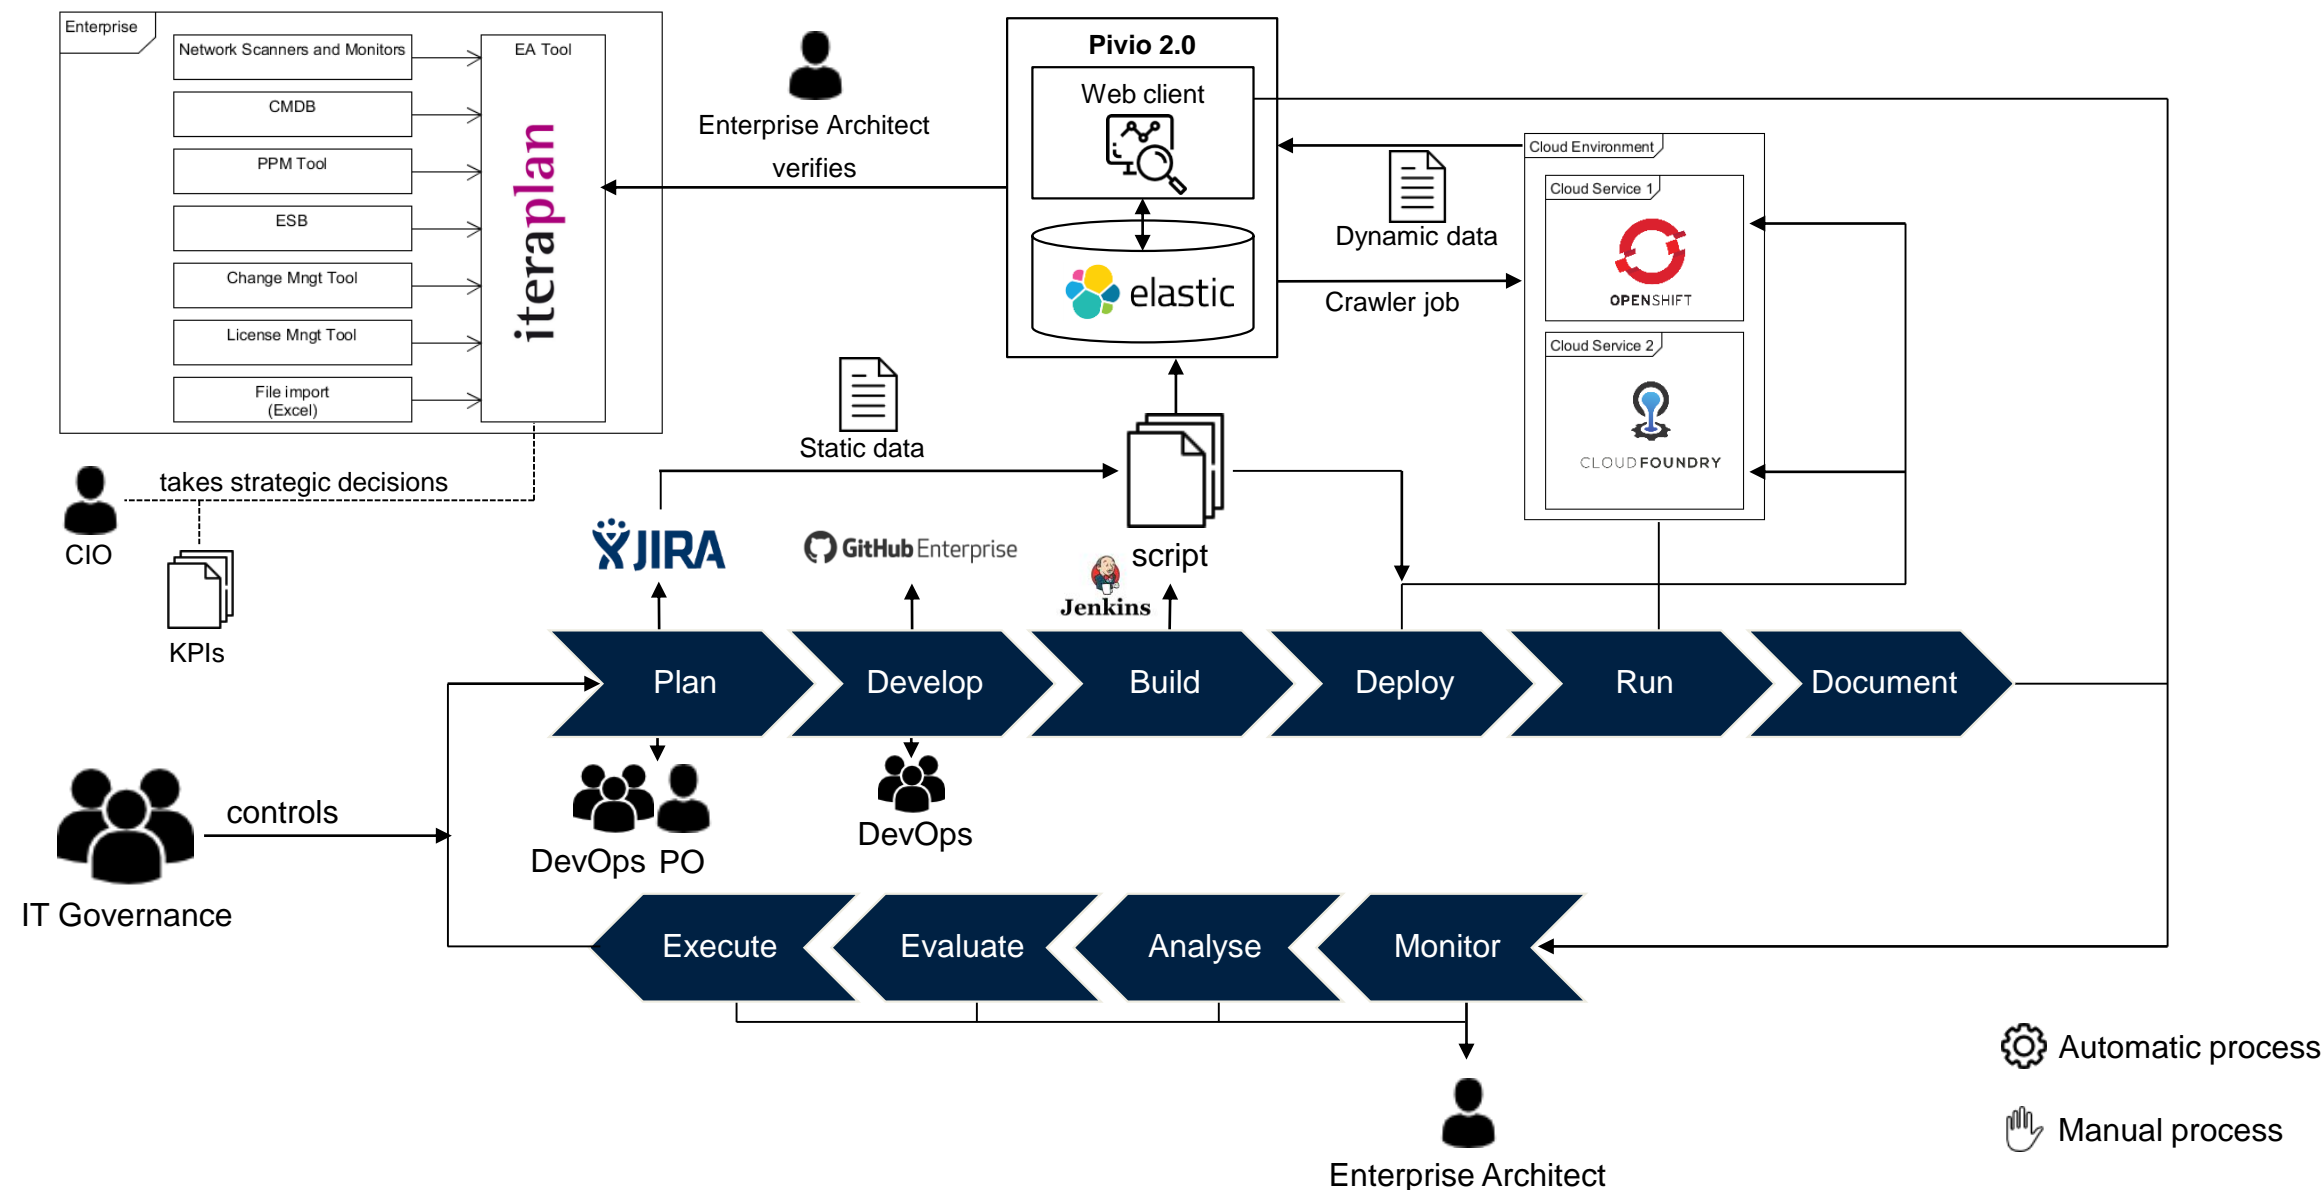 Enterprise
Network Scanners and Monitors
CMDB
PPM Tool
ESB
Change Mngt Tool
License Mngt Tool
File import
(Excel)
EA Tool
iteraplan
Enterprise Architect
verifies
Pivio 2.0
Web client
elastic
Dynamic data
Crawler job
Cloud Environment
Cloud Service 1
OPENSHIFT
Cloud Service 2
CLOUDFOUNDRY
CIO
takes strategic decisions
KPIs
Static data
JIRA
GitHub Enterprise
script
Jenkins
Plan
Develop
Build
Deploy
Run
Document
IT Governance
controls
DevOps PO
DevOps
Execute
Evaluate
Analyse
Monitor
Enterprise Architect
Automatic process
Manual process